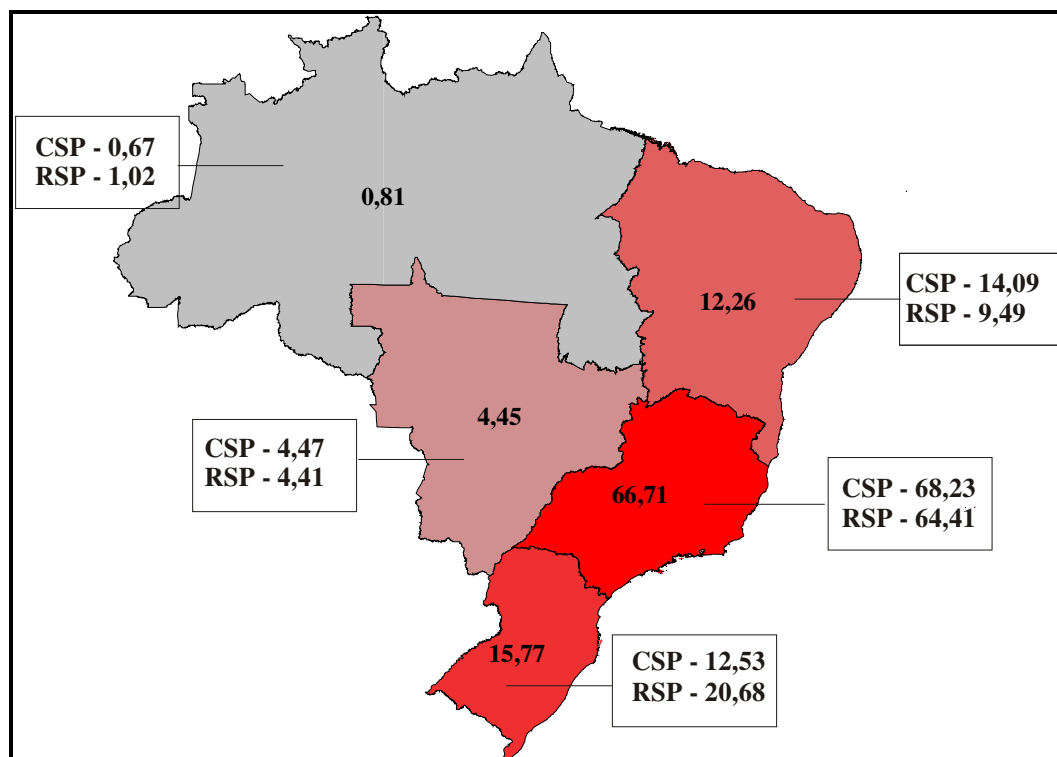 CSP - 0,67
RSP - 1,02
0,81
12,26
CSP - 14,09
RSP - 9,49
4,45
CSP - 4,47
RSP - 4,41
66,71
CSP - 68,23
RSP - 64,41
15,77
CSP - 12,53
RSP - 20,68